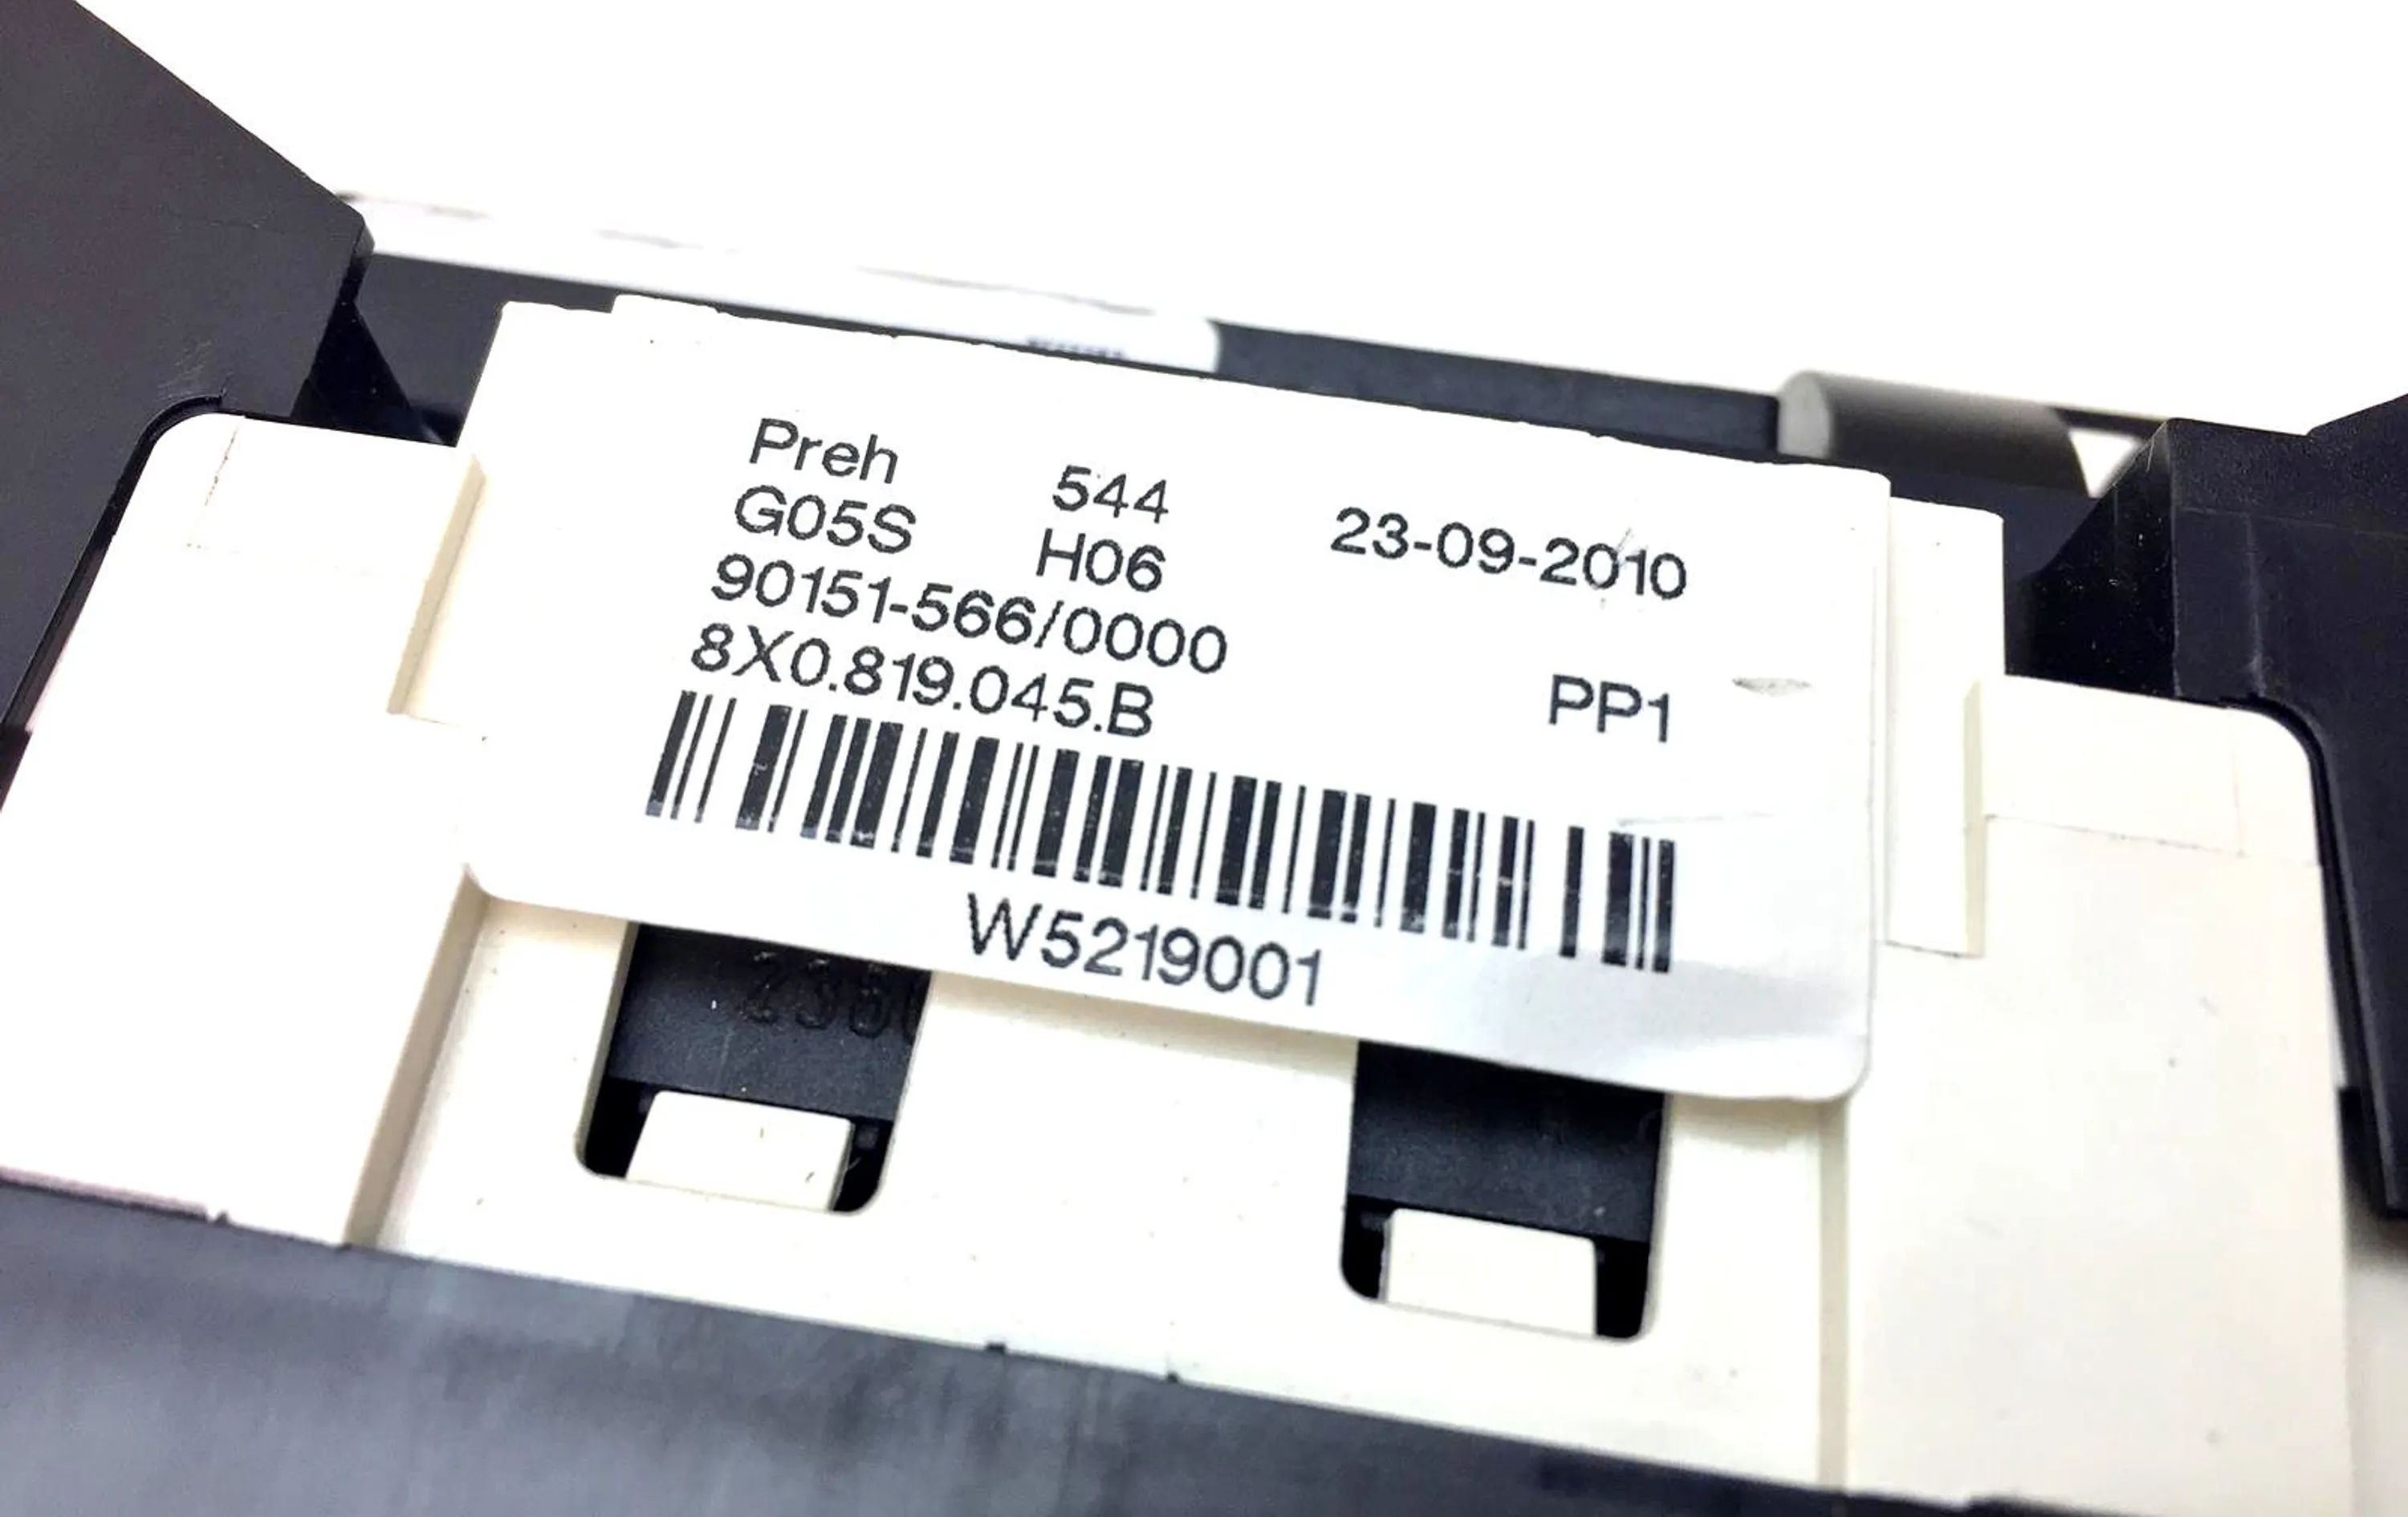 Preh 544 23-09-2010
G05S H06
90151-566/0000
8X0.819.045.B PP1
W5219001